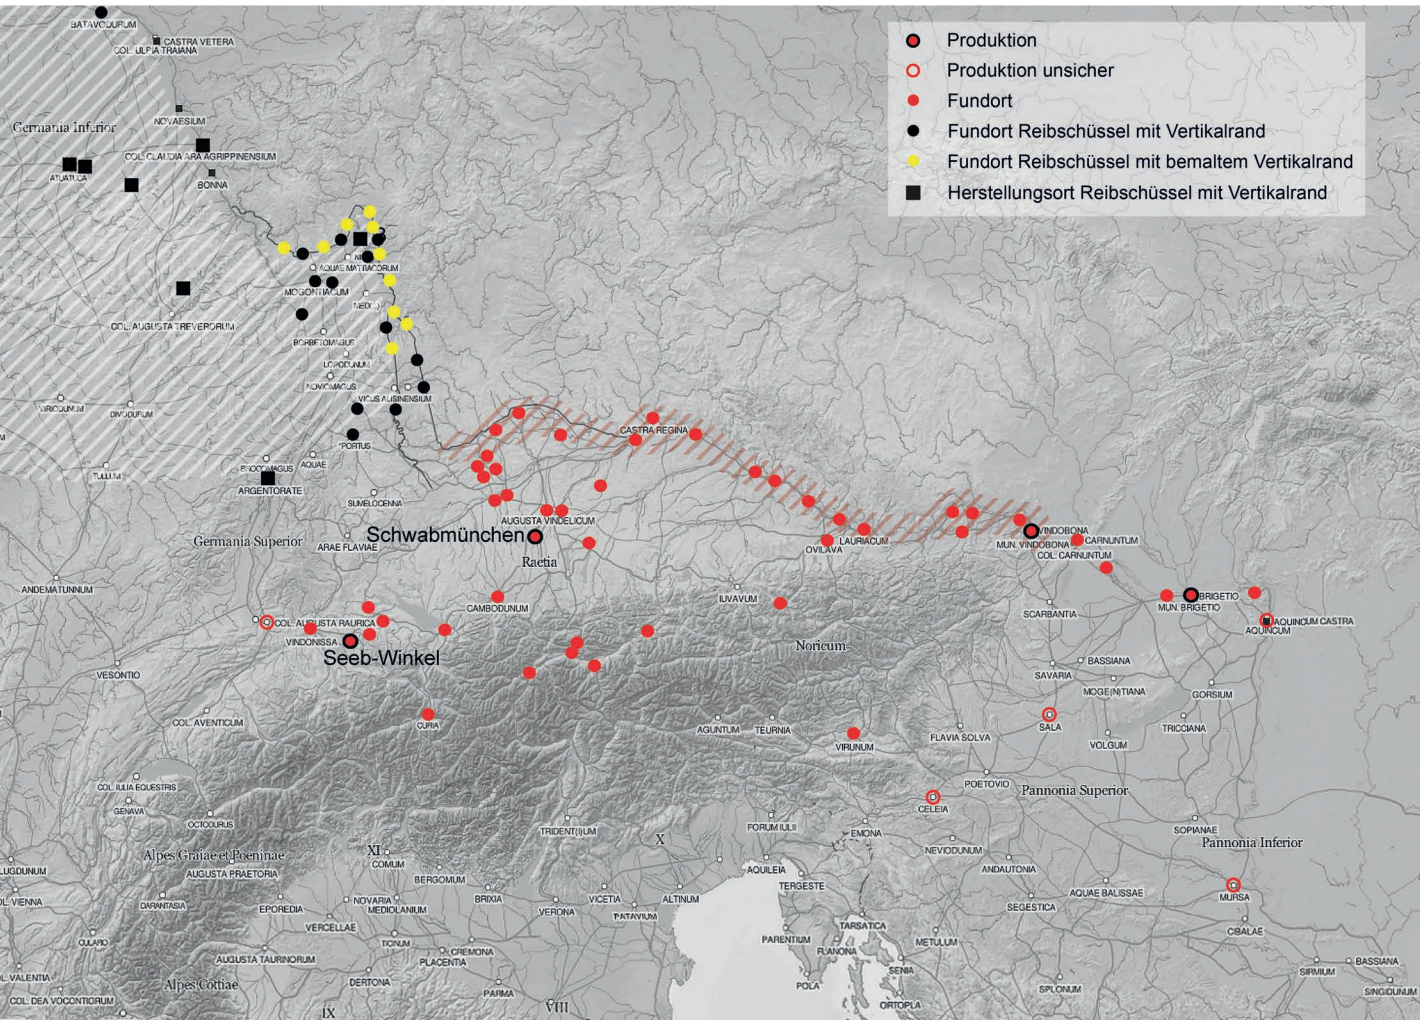 BATAVODURUM
CASTRA VETERA
COL. ULPIA TRAIANA
Produktion
Produktion unsicher
Fundort
Fundort Reibschüssel mit Vertikalrand
Fundort Reibschüssel mit bemaltem Vertikalrand
Herstellungsort Reibschüssel mit Vertikalrand
NOVAESIUM
Germania Inferior
COL. CLAUDIA ARA AGRIPPINENSIUM
ATUATUCA
BONNA
AQUAE MATTIACORUM
MOGONTIACUM
COL. AUGUSTA TREVERORUM
BORBETOMAGUS
LOPODUNUM
NOVIOMAGUS
VICUS ALISINENSIUM
VIRODUNUM
DIVODURUM
CASTRA REGINA
PORTUS
BROCOMAGUS
AQUAE
TULLUM
ARGENTORATE
SUMELOCENNA
AUGUSTA VINDELICUM
Schwabmünchen
Germania Superior
ARAE FLAVIAE
Raetia
LAURIACUM
OVILAVA
VINDOBONA
MUN. VINDOBONA
CARNUNTUM
COL. CARNUNTUM
ANDEMATUNNUM
IUVAVUM
CAMBODUNUM
BRIGETIO
MUN. BRIGETIO
SCARBANTIA
COL. AUGUSTA RAURICA
AQUINCUM CASTRA
AQUINCUM
VINDONISSA
Seeb-Winkel
Noricum
BASSIANA
SAVARIA
VESONTIO
MOGE(N)TIANA
GORSIUM
COL. AVENTICUM
CURIA
AGUNTUM
TEURNIA
VIRUNUM
FLAVIA SOLVA
SALA
TRICCIANA
VOLGUM
COL. IULIA EQUESTRIS
POETOVIO
Pannonia Superior
GENAVA
CELEIA
OCTODURUS
TRIDENT(I)UM
FORUM IULII
EMONA
SOPIANAE
X
Pannonia Inferior
Alpes Graiae et Poeninae
XI
COMUM
NEVIODUNUM
AUGUSTA PRAETORIA
BERGOMUM
AQUILEIA
ANDAUTONIA
LUGDUNUM
TERGESTE
AQUAE BALISSAE
MURSA
OL. VIENNA
DARANTASIA
EPOREDIA
NOVARIA
MEDIOLANIUM
BRIXIA
VICETIA
ALTINUM
VERONA
PATAVIUM
SEGESTICA
VERCELLAE
TARSATICA
CIBALAE
CULARO
TICINUM
CREMONA
PLACENTIA
PARENTIUM
FLANONA
METULUM
AUGUSTA TAURINORUM
SENIA
SIRMIUM
BASSIANA
L. VALENTIA
Alpes Cottiae
DERTONA
PARMA
POLA
SPLONUM
SINGIDUNUM
COL. DEA VOCONTIORUM
IX
VIII
ORTOPLA